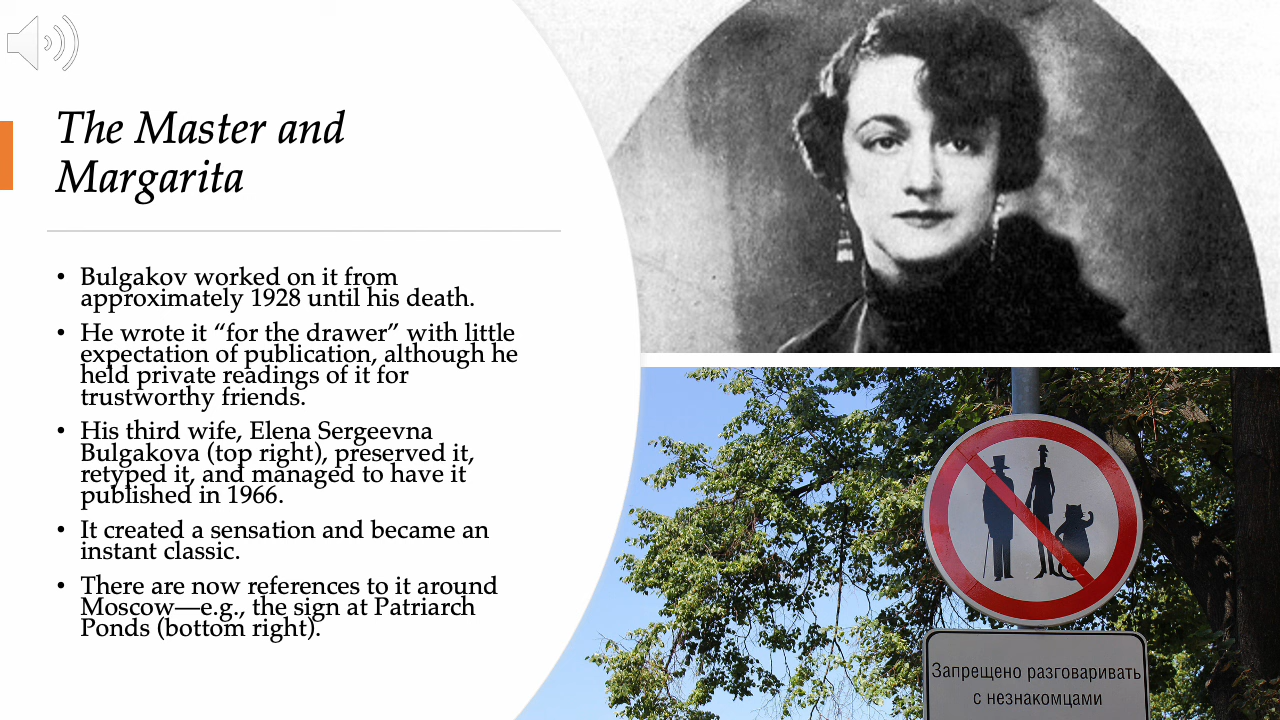 The Master and
Margarita
• Bulgakov worked on it from
approximately 1928 until his death.
• He wrote it “for the drawer” with little
expectation of publication, although he
held private readings of it for
trustworthy friends.
• His third wife, Elena Sergeevna
Bulgakova (top right), preserved it,
retyped it, and managed to have it
published in 1966.
• It created a sensation and became an
instant classic.
• There are now references to it around
Moscow—e.g., the sign at Patriarch
Ponds (bottom right).
Запрещено разговаривать
с незнакомцами